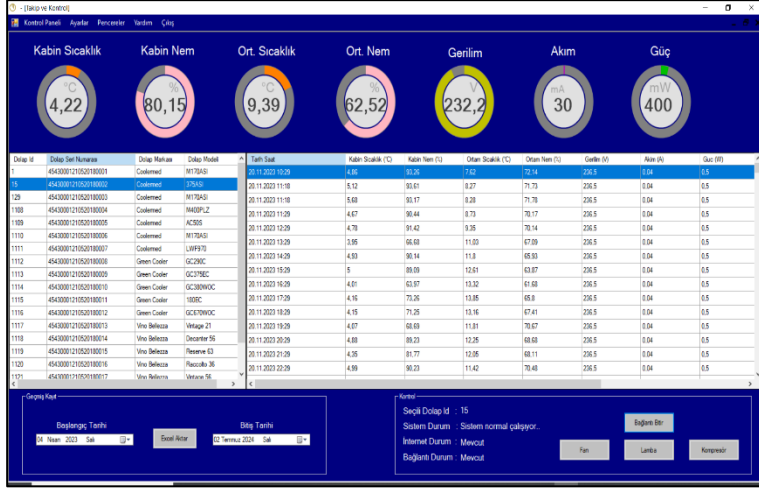 - [Takip ve Kontrol]
Kontrol Paneli Ayarlar Pencereler Yardım Çıkış
Kabin Sıcaklık Kabin Nem Ort. Sıcaklık Ort. Nem Gerilim Akım Güç
°C % °C % V mA mW
4,22 80,15 9,39 62,52 232,2 30 400
Dolap Id Dolap Seri Numarası Dolap Markası Dolap Modeli Tarih Saat Kabin Sıcaklık (°C) Kabin Nem (%) Ortam Sıcaklık (°C) Ortam Nem (%) Gerilim (V) Akim (A) Güc (W)
1 45430001210520180001 Coolermed M170ASI 20.11.2023 10:29 4,86 93,26 7,62 72,14 236.5 0.04 0,5
15 45430001210520180002 375ASI 20.11.2023 11:18 5,12 93,61 8,27 71,73 236.5 0.04 0,5
129 45430001210520180003 Coolermed M170ASI 20.11.2023 11:18 5,68 93,17 8,28 71,78 236.5 0.04 0,5
1108 45430001210520180004 Coolermed M400PLZ 20.11.2023 11:29 4,67 90,44 8,73 70,17 236.5 0.04 0,5
1109 45430001210520180005 Coolermed AC50S 20.11.2023 12:29 4,78 91,42 9,35 70,14 236.5 0.04 0,5
1110 45430001210520180006 Coolermed M170ASI 20.11.2023 13:29 3,95 66,68 11,03 67,09 236.5 0.04 0,5
1111 45430001210520180007 Coolermed LWF970 20.11.2023 14:29 4,93 90,14 11,8 65,93 236.5 0.04 0,5
1112 45430001210520180008 Green Cooler GC290C 20.11.2023 15:29 5 89,09 12,61 63,87 236.5 0.04 0,5
1113 45430001210520180009 Green Cooler GC375EC 20.11.2023 16:29 4,01 63,97 13,32 61,68 236.5 0.04 0,5
1114 45430001210520180010 Green Cooler GC380WOC 20.11.2023 17:29 4,16 73,26 13,85 65,8 236.5 0.04 0,5
1115 45430001210520180011 Green Cooler 180EC 20.11.2023 18:29 4,15 71,25 13,16 67,41 236.5 0.04 0,5
1116 45430001210520180012 Green Cooler GC670WOC 20.11.2023 19:29 4,07 68,69 11,81 70,67 236.5 0.04 0,5
1117 45430001210520180013 Vino Bellezza Vintage 21 20.11.2023 20:29 4,88 89,23 12,25 68,68 236.5 0.04 0,5
1118 45430001210520180014 Vino Bellezza Decanter 56 20.11.2023 21:29 4,35 81,77 12,05 68,11 236.5 0.04 0,5
1119 45430001210520180015 Vino Bellezza Reserve 63 20.11.2023 22:29 4,99 90,23 11,42 70,48 236.5 0.04 0,5
1120 45430001210520180016 Vino Bellezza Raccolto 36
1121 45430001210520180017 Vino Bellezza Vintage 56
Geçmiş Kayıt
Başlangıç Tarihi Bitiş Tarihi
04 Nisan 2023 Salı Excel Aktar 02 Temmuz 2024 Salı
Kontrol
Seçili Dolap Id : 15
Sistem Durum : Sistem normal çalışıyor..
İnternet Durum : Mevcut
Bağlantı Durum : Mevcut
Bağlantı Bitir
Fan Lamba Kompresör